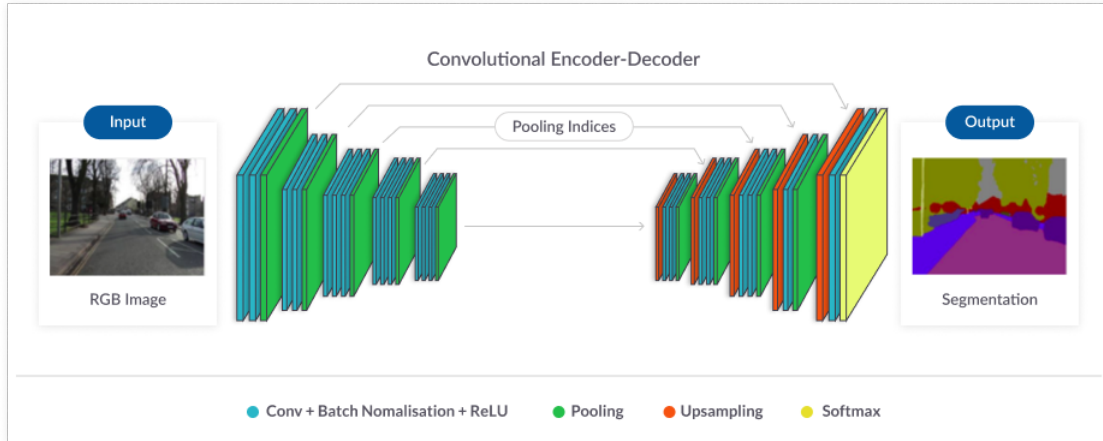 Convolutional Encoder-Decoder
Input
Pooling Indices
Output
RGB Image
Segmentation
Conv + Batch Nomalisation + ReLU
Pooling
Upsampling
Softmax